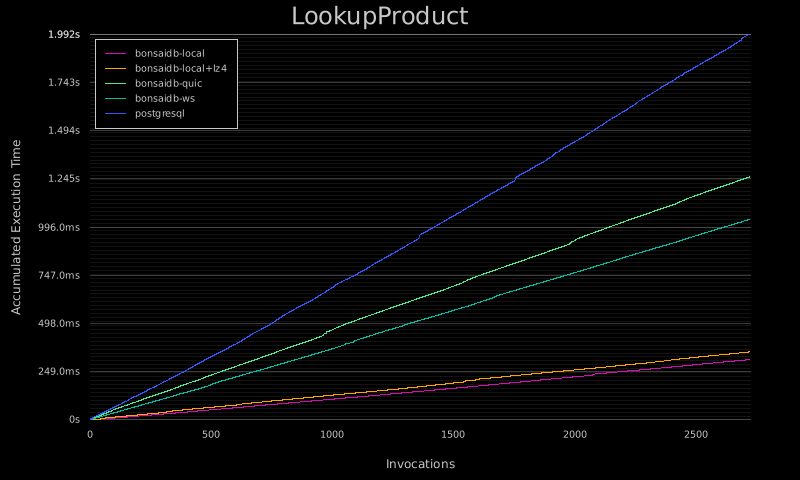 LookupProduct
1.992s
1.743s
1.494s
1.245s
996.0ms
747.0ms
498.0ms
249.0ms
0s
bonsaidb-local
bonsaidb-local+lz4
bonsaidb-quic
bonsaidb-ws
postgresql
Accumulated Execution Time
0 500 1000 1500 2000 2500
Invocations